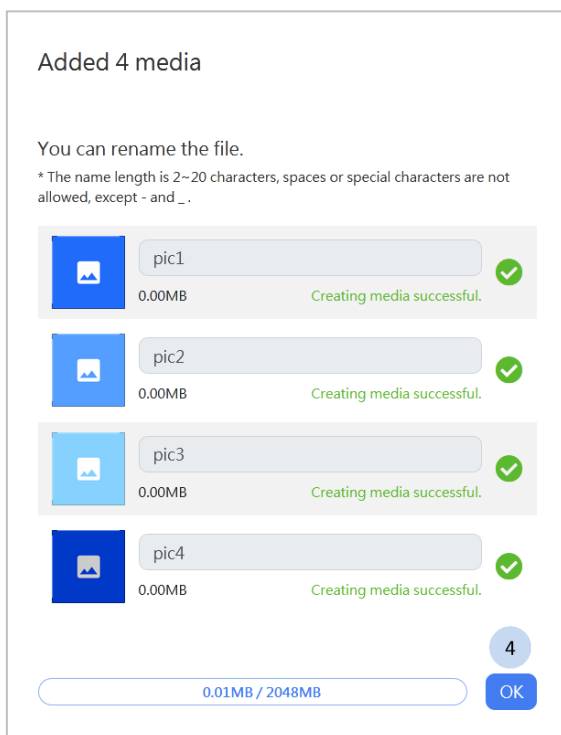 Added 4 media
You can rename the file.
* The name length is 2~20 characters, spaces or special characters are not
allowed, except - and _ .
pic1
0.00MB Creating media successful.
pic2
0.00MB Creating media successful.
pic3
0.00MB Creating media successful.
pic4
0.00MB Creating media successful.
4
0.01MB / 2048MB OK